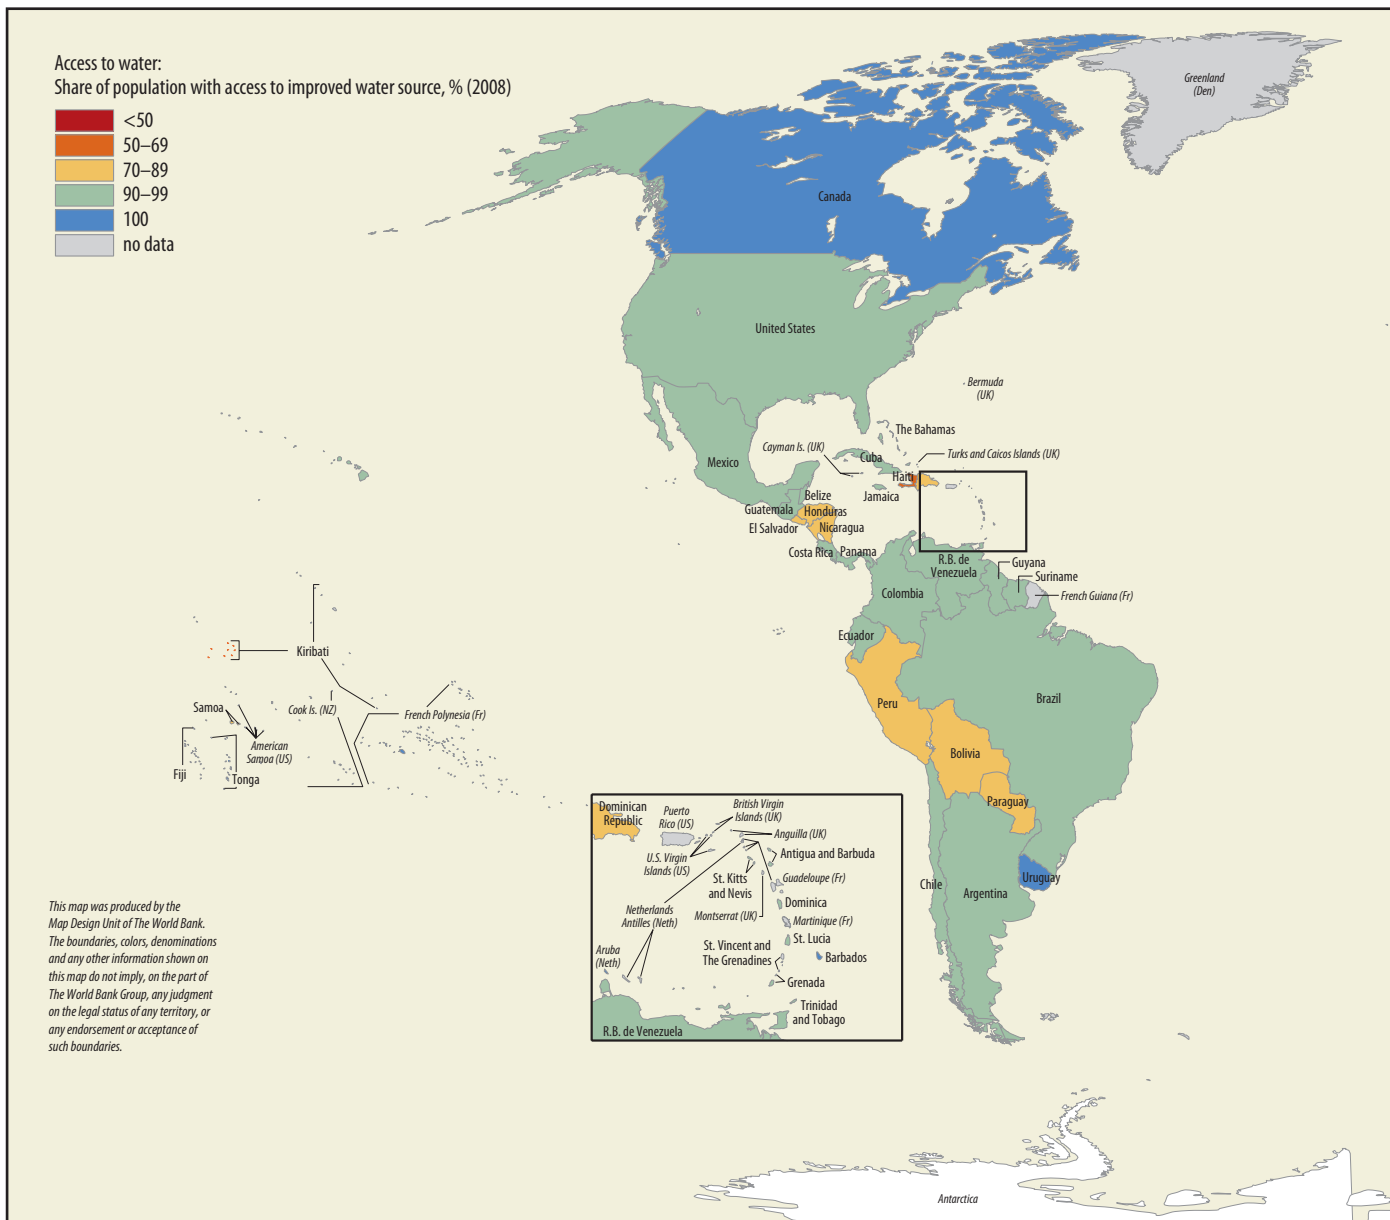 Access to water:
Share of population with access to improved water source, % (2008)
<50
50–69
70–89
90–99
100
no data
Greenland
(Den)
Canada
United States
Bermuda
(UK)
The Bahamas
Cayman Is. (UK)
Cuba
Turks and Caicos Islands (UK)
Mexico
Haiti
Jamaica
Belize
Guatemala
Honduras
El Salvador
Nicaragua
Costa Rica
Panama
R.B. de
Venezuela
Guyana
Suriname
French Guiana (Fr)
Colombia
Ecuador
Kiribati
Brazil
Peru
Samoa
Cook Is. (NZ)
French Polynesia (Fr)
American
Samoa (US)
Fiji
Tonga
Bolivia
Paraguay
Uruguay
Chile
Argentina
Dominican
Republic
Puerto
Rico (US)
British Virgin
Islands (UK)
Anguilla (UK)
U.S. Virgin
Islands (US)
Antigua and Barbuda
St. Kitts
and Nevis
Guadeloupe (Fr)
Dominica
Netherlands
Antilles (Neth)
Montserrat (UK)
Martinique (Fr)
St. Lucia
Aruba
(Neth)
St. Vincent and
The Grenadines
Barbados
Grenada
Trinidad
and Tobago
R.B. de Venezuela
This map was produced by the
Map Design Unit of The World Bank.
The boundaries, colors, denominations
and any other information shown on
this map do not imply, on the part of
The World Bank Group, any judgment
on the legal status of any territory, or
any endorsement or acceptance of
such boundaries.
Antarctica